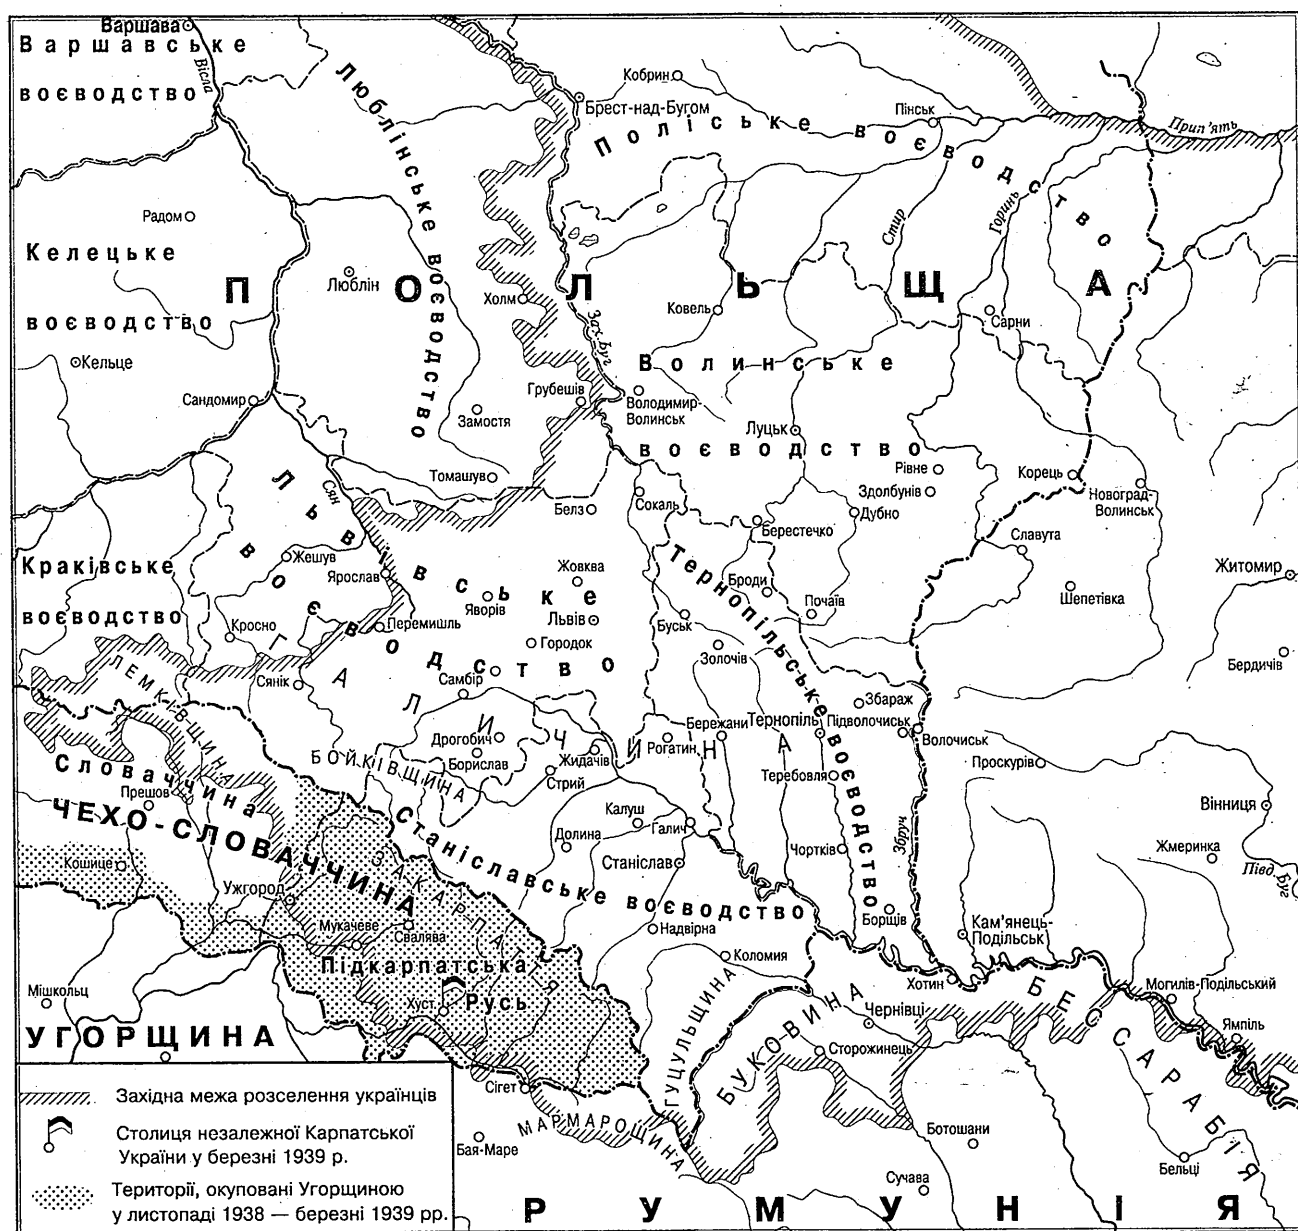 Варшава
Варшавське
воєводство
Вісла
Люблінське воєводство
Кобрин
Брест-над-Бугом
Пінськ
Прип'ять
Поліське воєводство
Стир
Горинь
Радом
Келецьке
воєводство
ПОЛЬЩА
Люблін
Холм
Ковель
Сарни
Зах. Буг
Кельце
Волинське
воєводство
Сандомир
Грубешів
Володимир-
Волинськ
Замостя
Луцьк
Рівне
Корець
Томашув
Здолбунів
Новоград-
Волинськ
Сян
Белз
Сокаль
Дубно
Берестечко
Славута
Львівське
воєводство
Краківське
воєводство
Жешув
Ярослав
Жовква
Яворів
Львів
Броди
Тернопільське воєводство
Почаїв
Шепетівка
Житомир
Кросно
Перемишль
Городок
Буськ
Золочів
Бердичів
ГАЛИЧИНА
ЛЕМКІВЩИНА
Сянік
Самбір
Збараж
Бережани
Тернопіль
Підволочиськ
Волочиськ
Дрогобич
Борислав
Жидачів
Рогатин
БОЙКІВЩИНА
Стрий
Теребовля
Проскурів
Словаччина
Прешов
ЧЕХО-СЛОВАЧЧИНА
Станіславське воєводство
Калуш
Галич
Долина
Станіслав
Чортків
Збруч
Вінниця
Жмеринка
Півд. Буг
Кошице
Ужгород
ЗАКАРПАТТЯ
Мукачеве
Свалява
Надвірна
Борщів
Кам'янець-
Подільськ
Підкарпатська
Русь
Хуст
Коломия
Хотин
Могилів-Подільський
Мішкольц
УГОРЩИНА
ГУЦУЛЬЩИНА
БУКОВИНА
Чернівці
Сторожинець
БЕССАРАБІЯ
Ямпіль
Сігет
МАРМАРОЩИНА
Бая-Маре
Ботошани
Бельці
Сучава
РУМУНІЯ
Західна межа розселення українців
Столиця незалежної Карпатської
України у березні 1939 р.
Території, окуповані Угорщиною
у листопаді 1938 — березні 1939 рр.